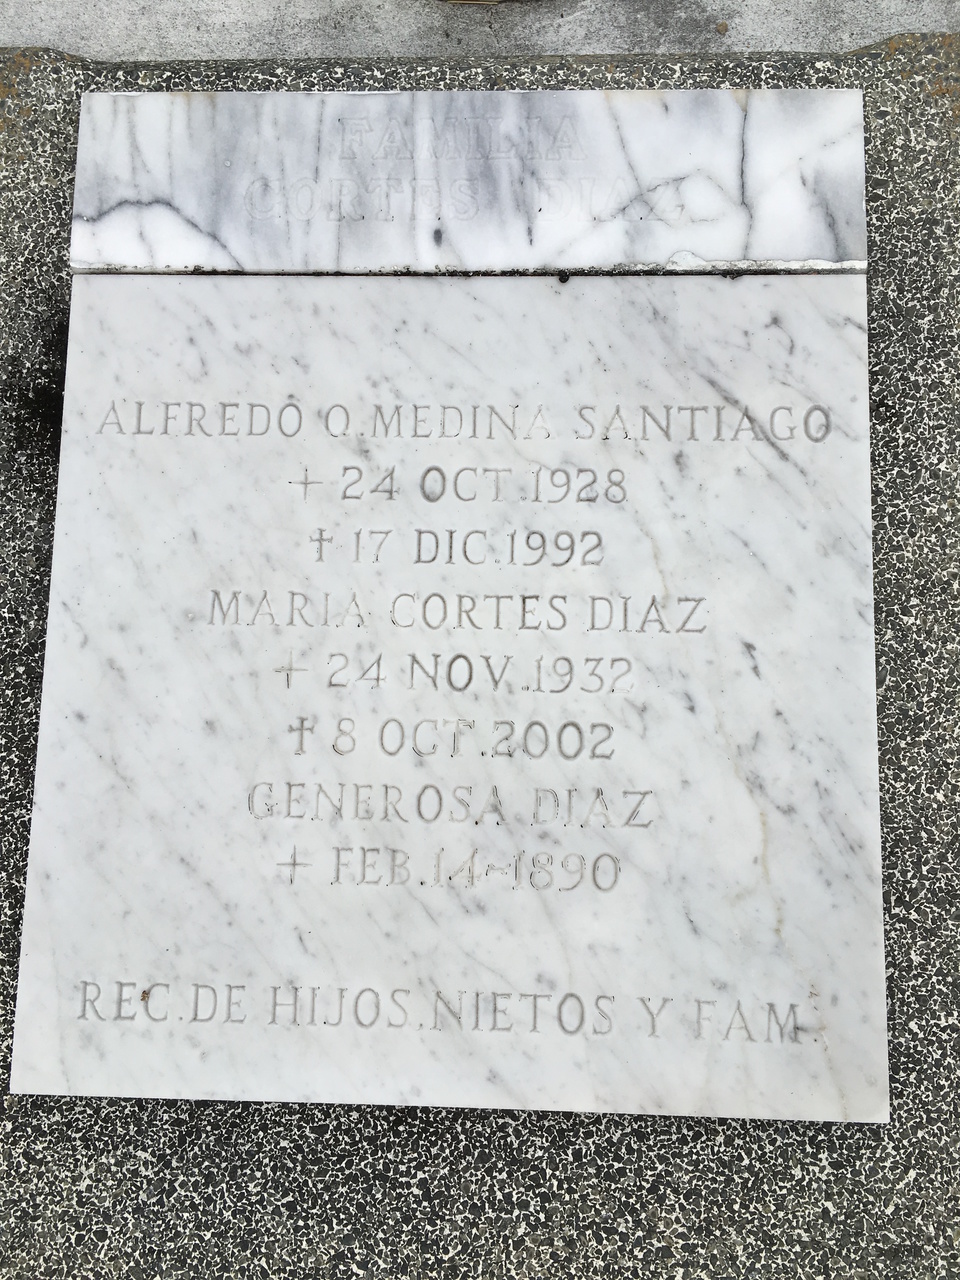 FAMILIA
CORTES DIAZ
ALFREDO O. MEDINA SANTIAGO
+ 24 OCT. 1928
✝ 17 DIC. 1992
MARIA CORTES DIAZ
+ 24 NOV. 1932
✝ 8 OCT. 2002
GENEROSA DIAZ
+ FEB. 14-1890
REC. DE HIJOS, NIETOS Y FAM.